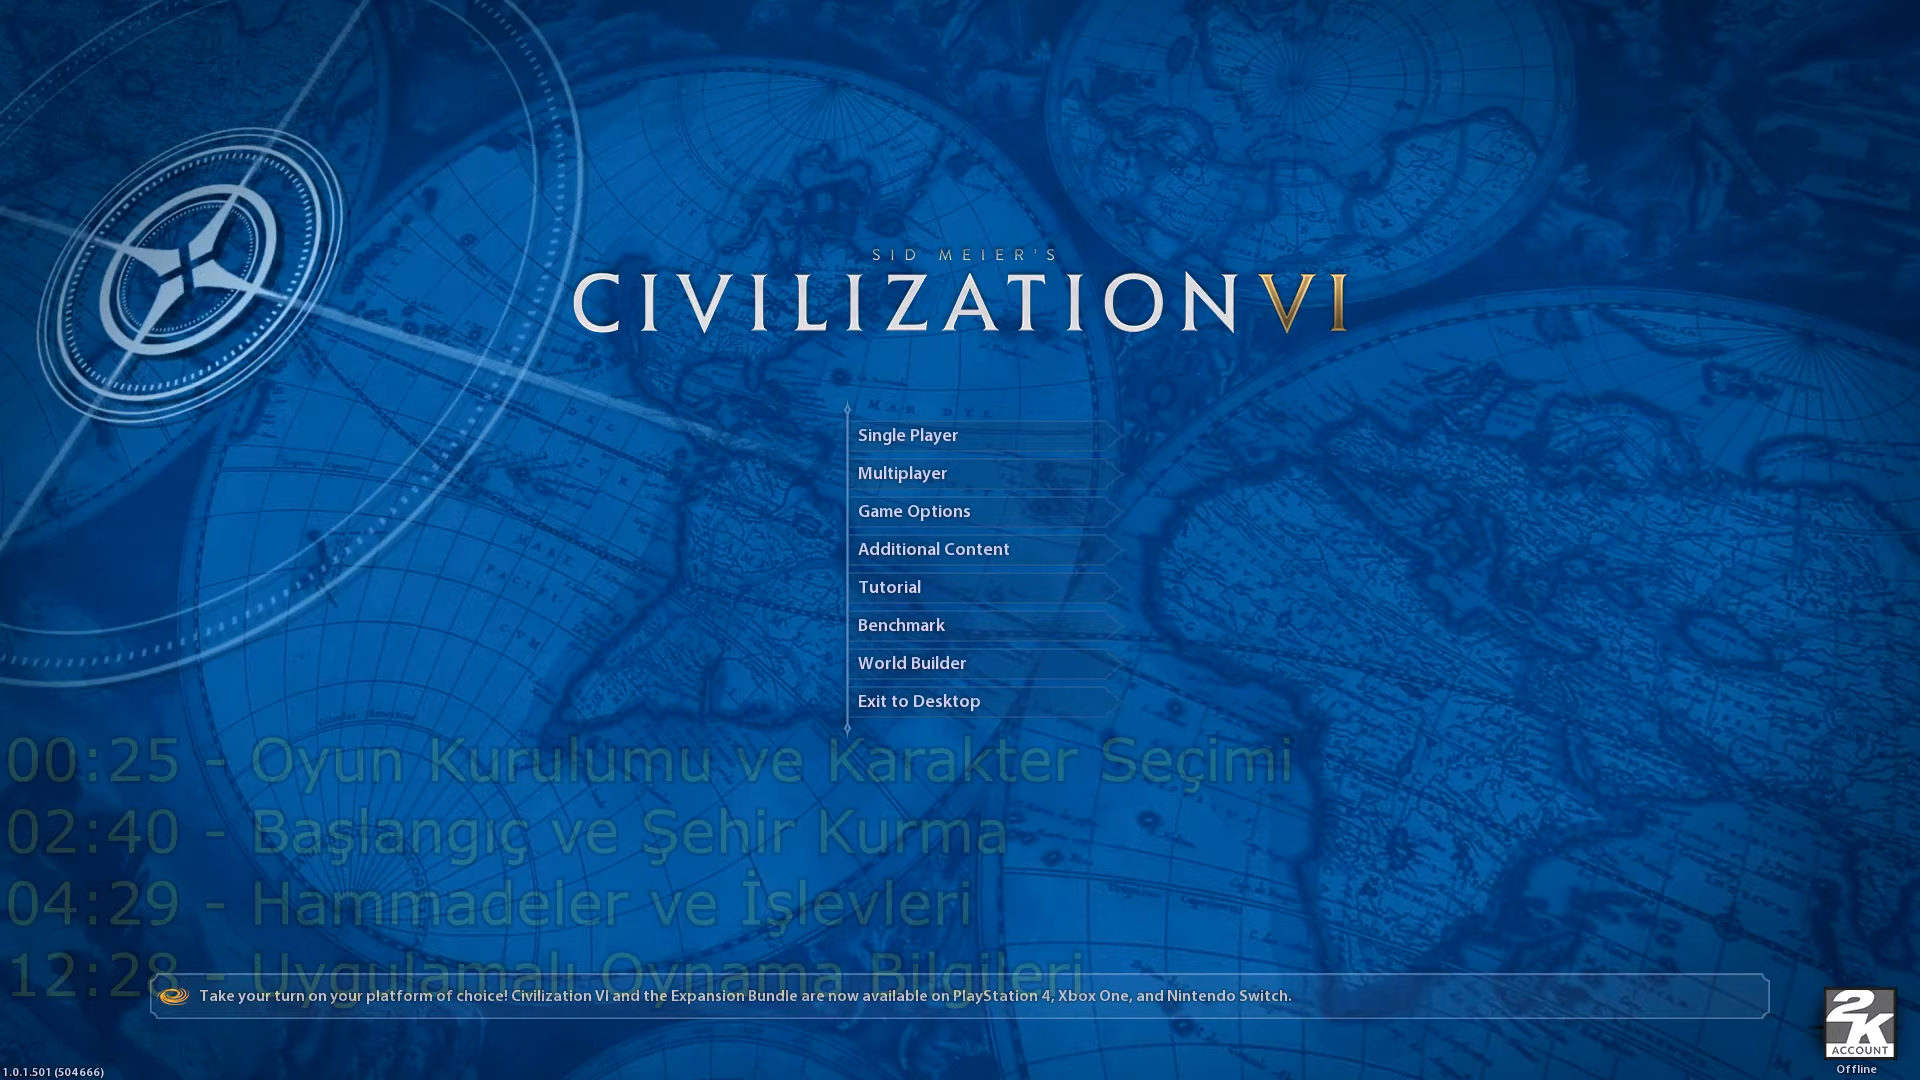 SID MEIER'S
CIVILIZATION VI
MAR DEL
Single Player
Multiplayer
Game Options
Additional Content
Tutorial
Benchmark
World Builder
Exit to Desktop
00:25 - Oyun Kurulumu ve Karakter Seçimi
02:40 - Başlangıç ve Şehir Kurma
04:29 - Hammadeler ve İşlevleri
12:28 - Uygulamalı Oynama Bilgileri
Take your turn on your platform of choice! Civilization VI and the Expansion Bundle are now available on PlayStation 4, Xbox One, and Nintendo Switch.
2K
ACCOUNT
Offline
1.0.1.501 (504666)